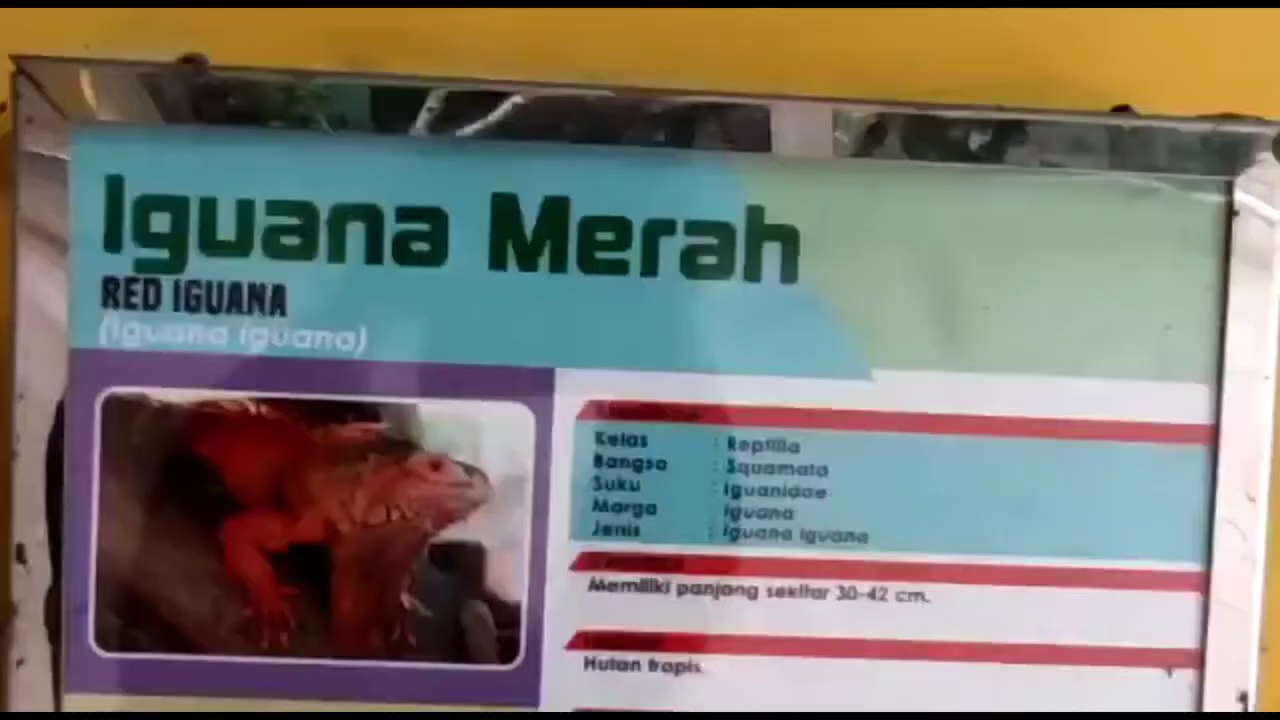 Iguana Merah
RED IGUANA
(Iguana iguana)
Kelas : Reptilia
Bangsa : Squamata
Suku : Iguanidae
Marga : Iguana
Jenis : Iguana iguana
Memiliki panjang sekitar 30-42 cm.
Hutan tropis.